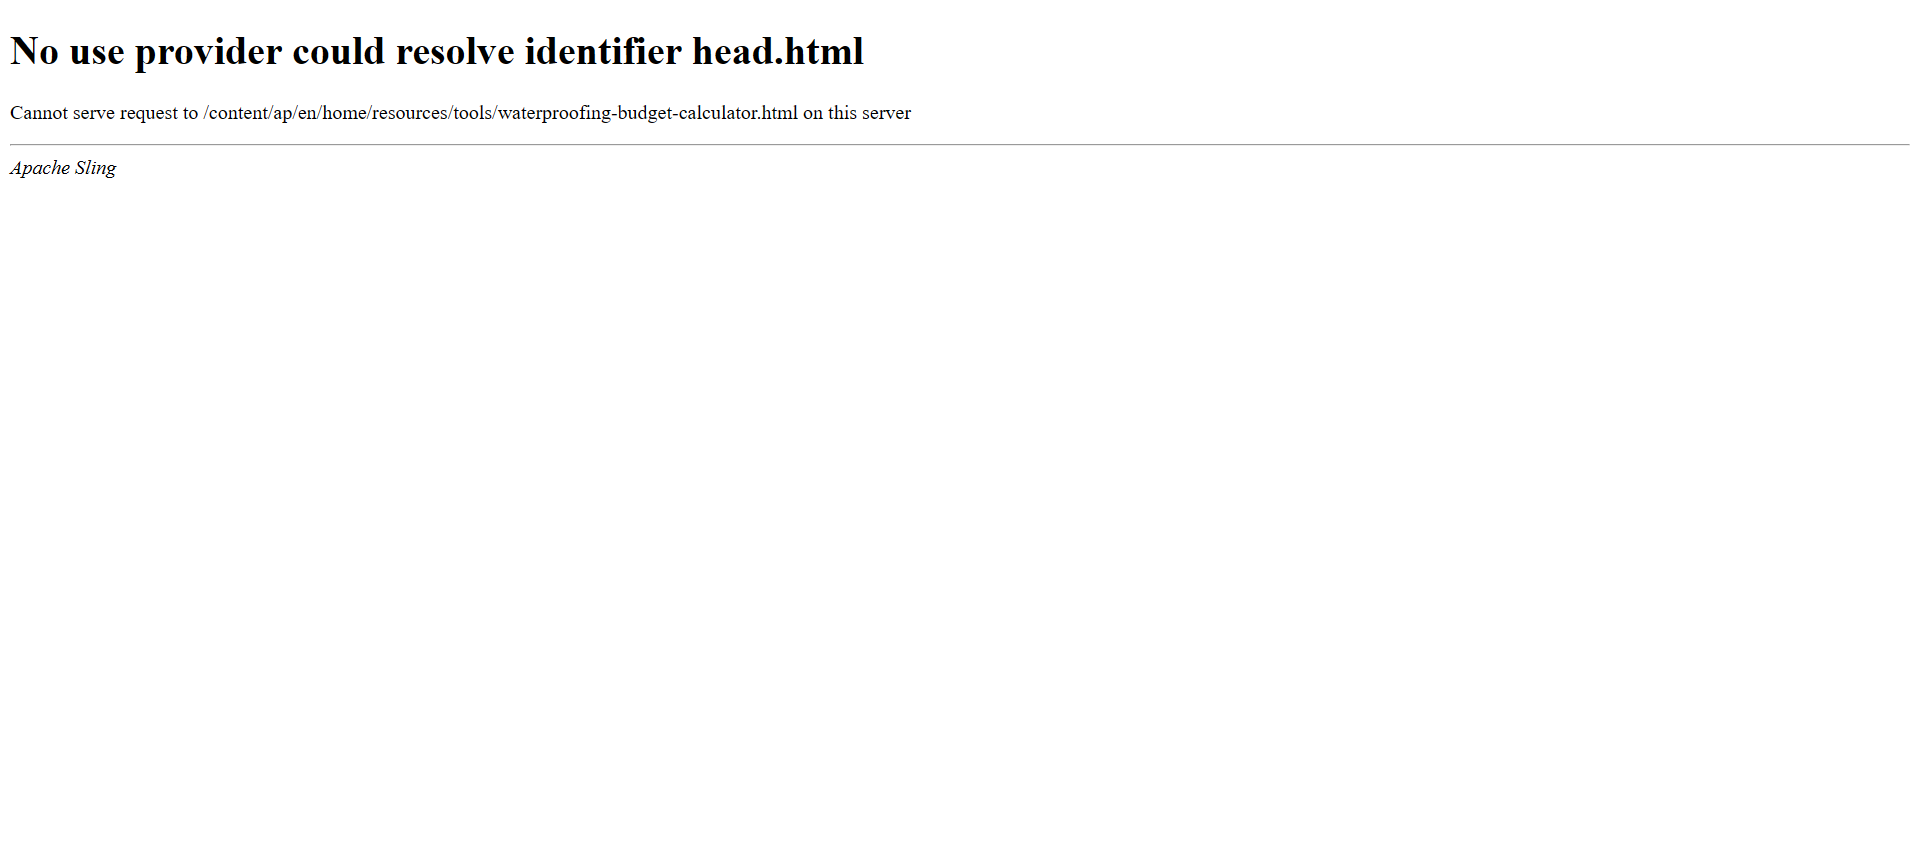 No use provider could resolve identifier head.html
Cannot serve request to /content/ap/en/home/resources/tools/waterproofing-budget-calculator.html on this server
Apache Sling